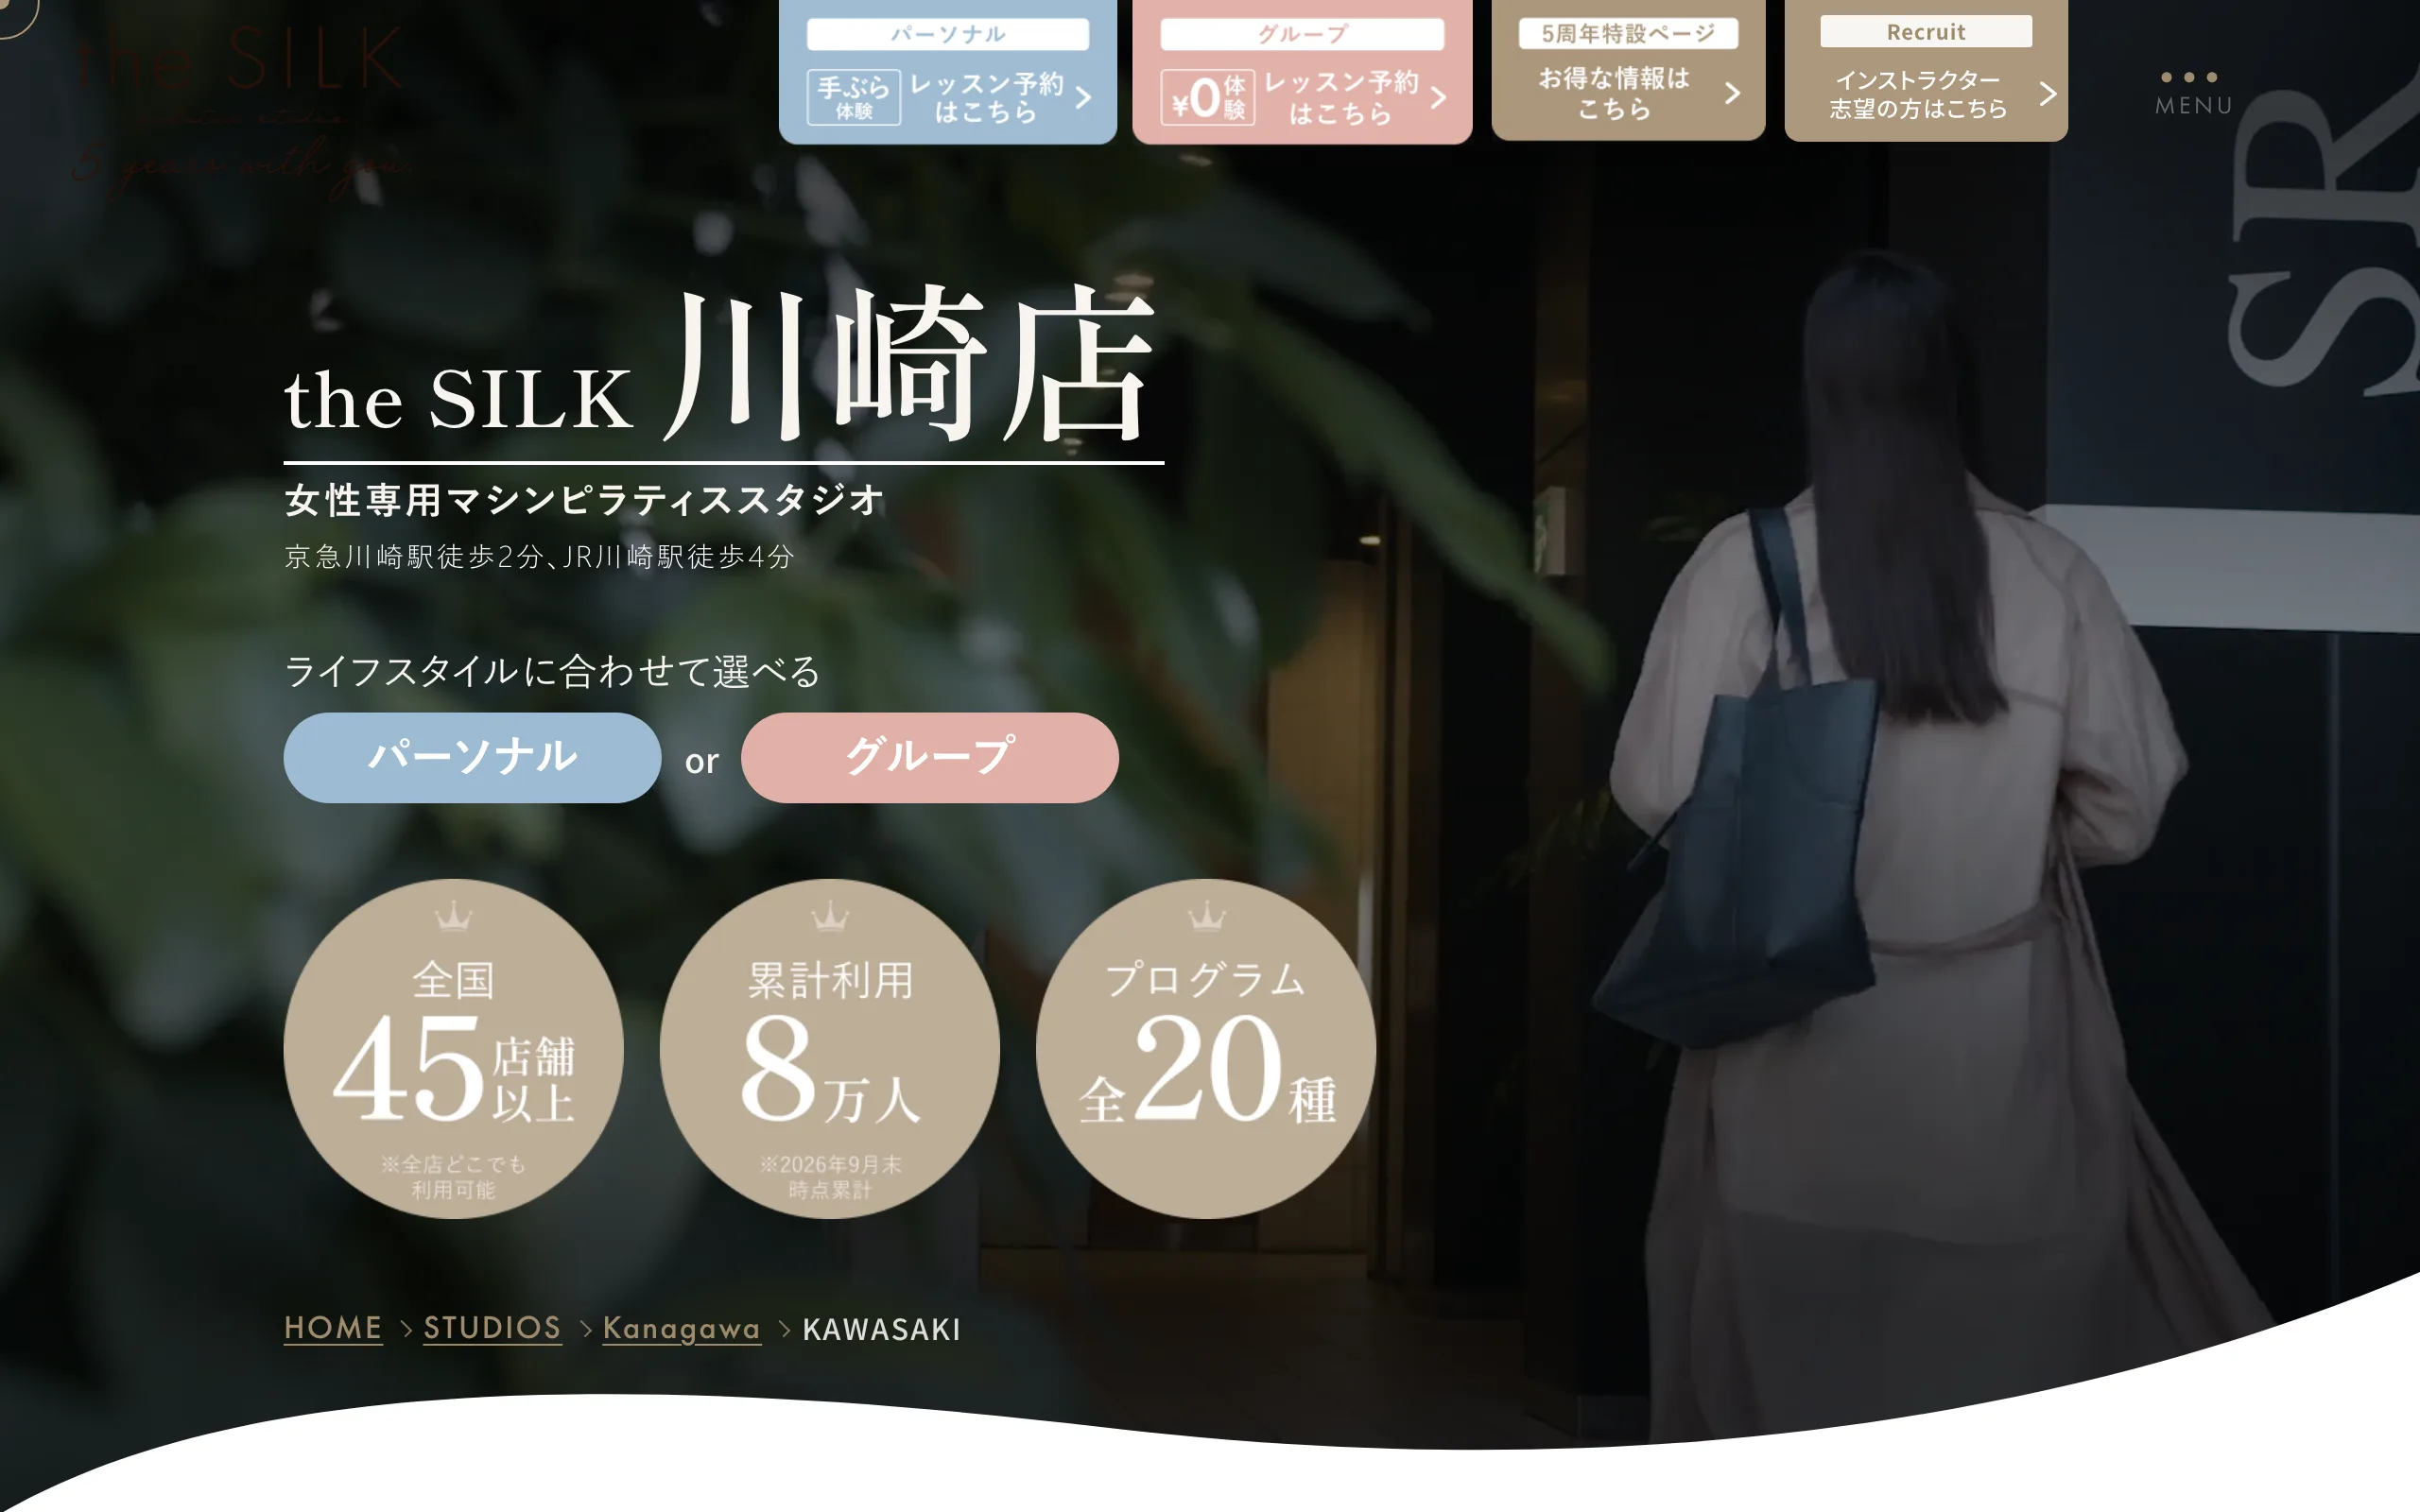 the SILK
5 years with you
パーソナル
手ぶら
体験
レッスン予約
はこちら
グループ
¥0体験
レッスン予約
はこちら
5周年特設ページ
お得な情報は
こちら
Recruit
インストラクター
志望の方はこちら
MENU
SR
the SILK 川崎店
女性専用マシンピラティススタジオ
京急川崎駅徒歩2分、JR川崎駅徒歩4分
ライフスタイルに合わせて選べる
パーソナル or グループ
全国
45店舗以上
※全店どこでも
利用可能
累計利用
8万人
※2026年9月末
時点累計
プログラム
全20種
HOME > STUDIOS > Kanagawa > KAWASAKI